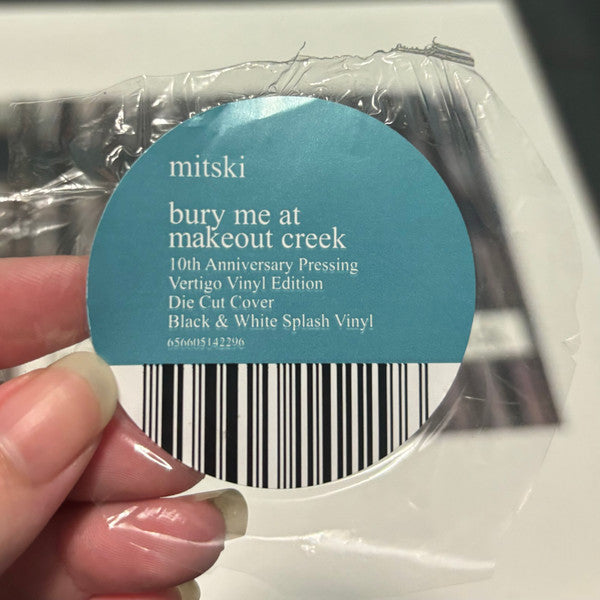 mitski
bury me at
makeout creek
10th Anniversary Pressing
Vertigo Vinyl Edition
Die Cut Cover
Black & White Splash Vinyl
656605142296